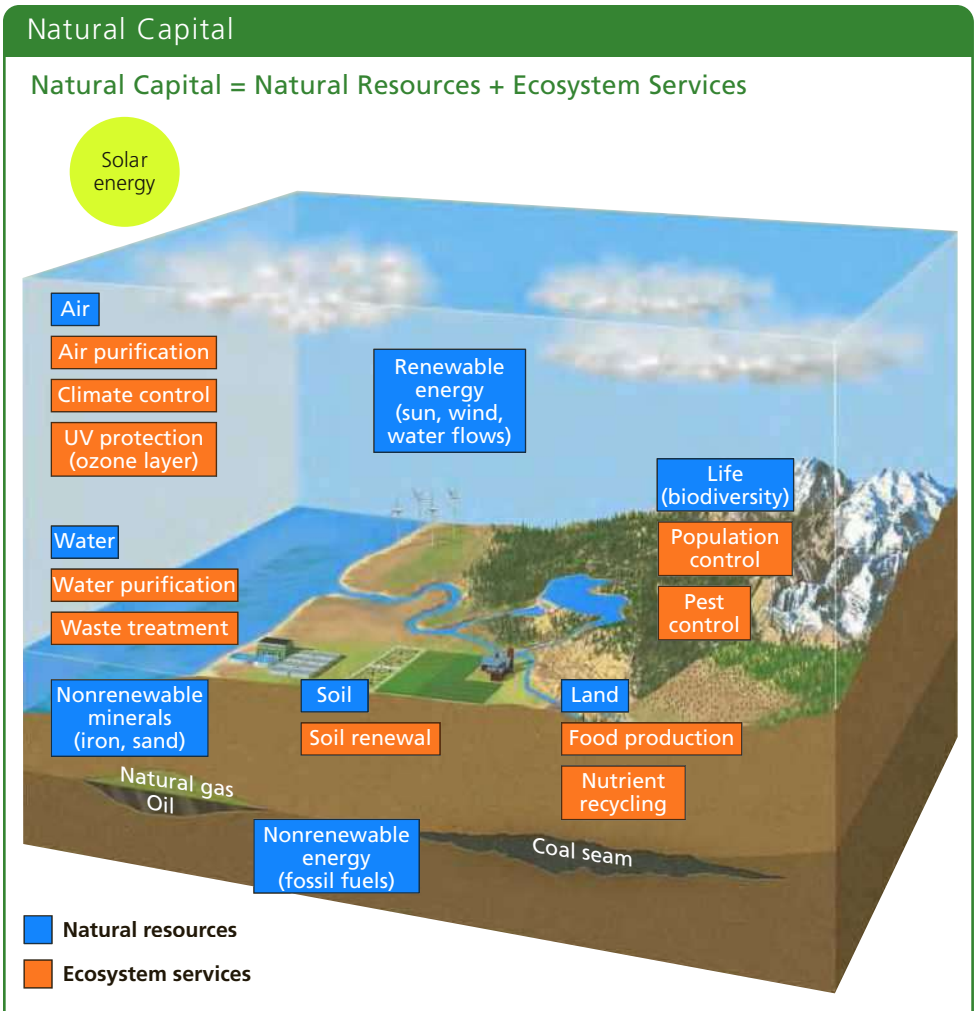 Natural Capital
Natural Capital = Natural Resources + Ecosystem Services
Solar
energy
Air
Air purification
Climate control
UV protection
(ozone layer)
Renewable
energy
(sun, wind,
water flows)
Life
(biodiversity)
Population
control
Pest
control
Water
Water purification
Waste treatment
Nonrenewable
minerals
(iron, sand)
Soil
Soil renewal
Land
Food production
Nutrient
recycling
Natural gas
Oil
Nonrenewable
energy
(fossil fuels)
Coal seam
Natural resources
Ecosystem services